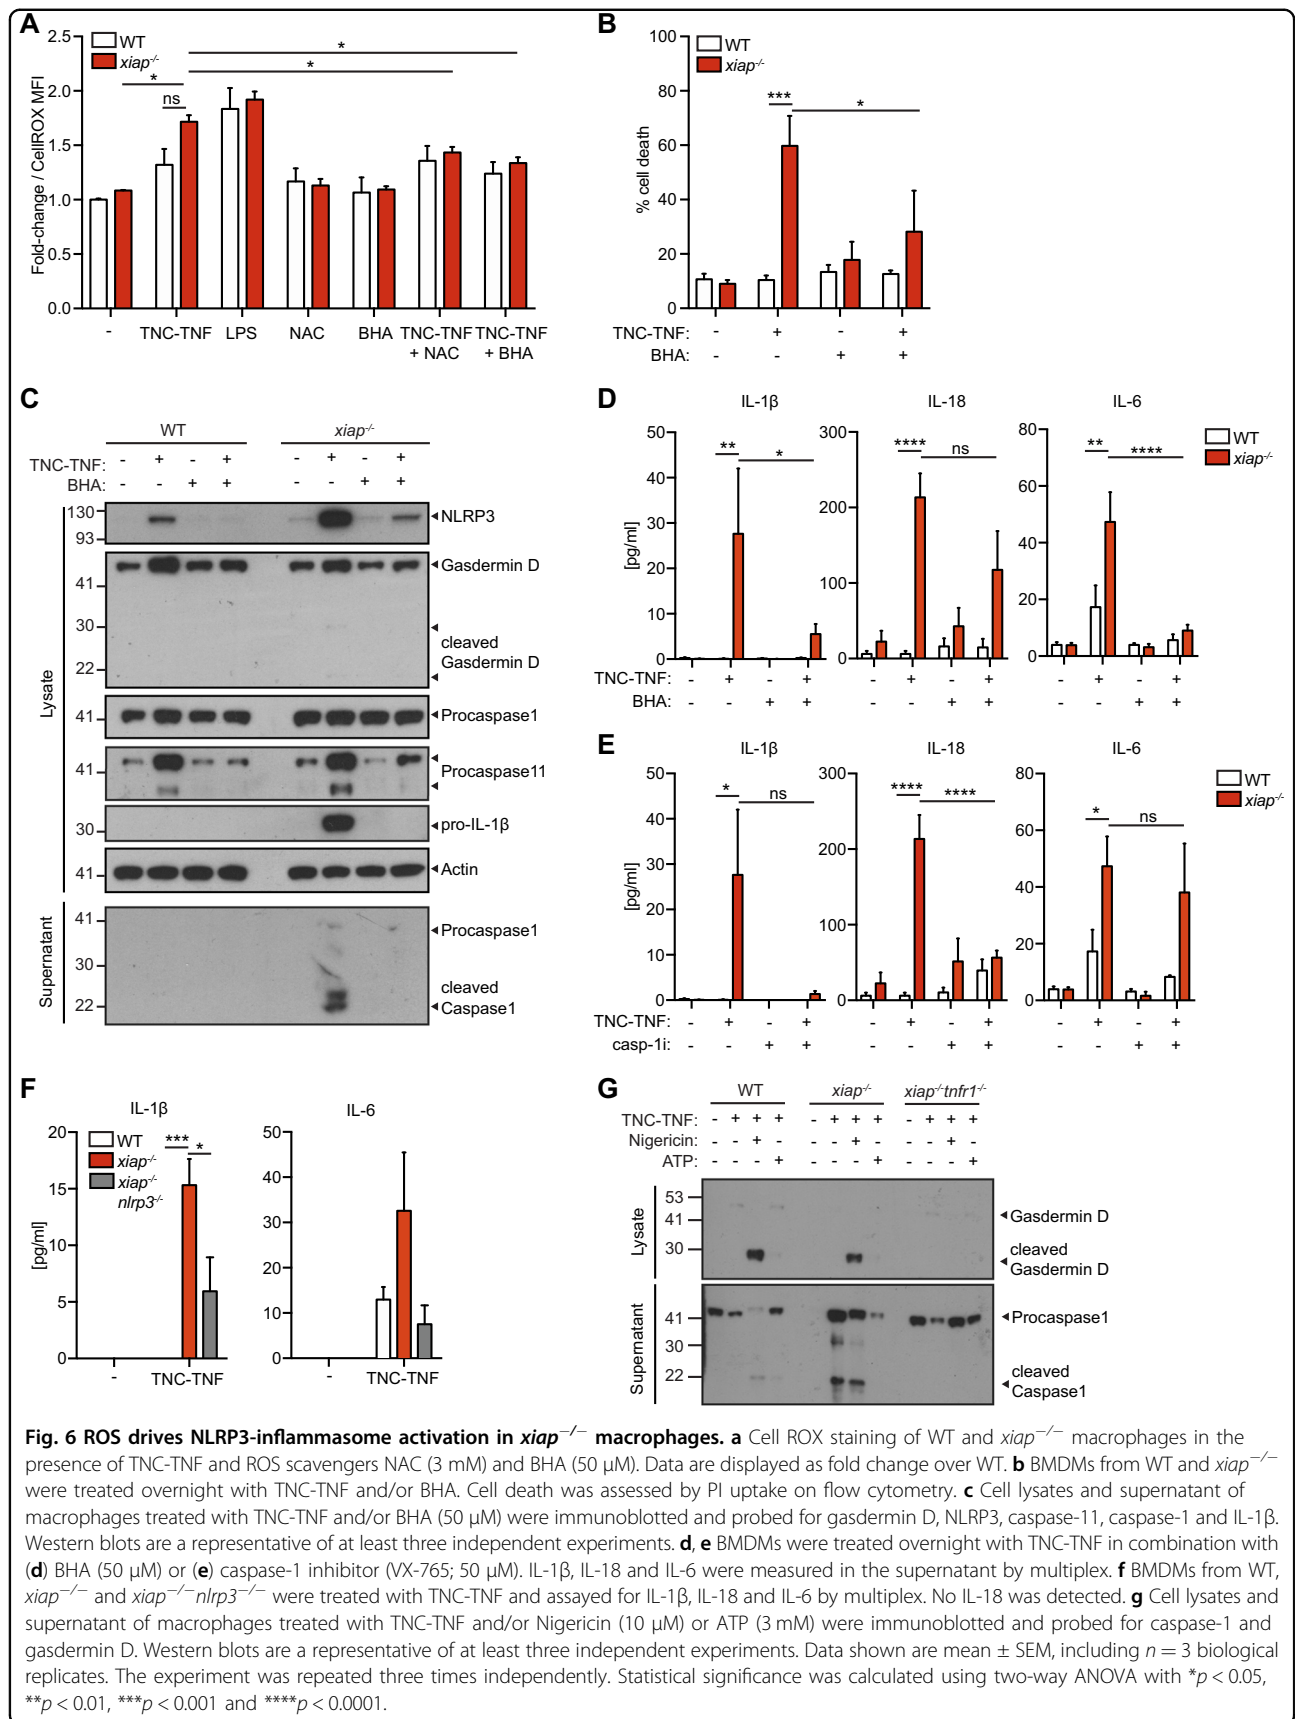 A
2.5
2.0
1.5
1.0
0.5
0.0
Fold-change / CellROX MFI
WT
xiap-/-
*
*
*
ns
- TNC-TNF LPS NAC BHA TNC-TNF TNC-TNF
+ NAC + BHA
B
100
80
60
40
20
0
% cell death
WT
xiap-/-
***
*
TNC-TNF: - + - +
BHA: - - + +
C
WT xiap-/-
TNC-TNF: - + - + - + - +
BHA: - - + + - - + +
Lysate
130
93
NLRP3
Gasdermin D
41
30
cleaved
Gasdermin D
22
41
Procaspase1
41
Procaspase11
30
pro-IL-1β
41
Actin
Supernatant
41
Procaspase1
30
cleaved
22
Caspase1
D
IL-1β IL-18 IL-6
[pg/ml]
50
40
30
20
10
0
** *
300
200
100
0
**** ns
80
60
40
20
0
** ****
WT
xiap-/-
TNC-TNF: - + - + - + - + - + - +
BHA: - - + + - - + + - - + +
E
IL-1β IL-18 IL-6
[pg/ml]
50
40
30
20
10
0
* ns
300
200
100
0
**** ****
80
60
40
20
0
* ns
WT
xiap-/-
TNC-TNF: - + - + - + - + - + - +
casp-1i: - - + + - - + + - - + +
F
IL-1β IL-6
[pg/ml]
20
15
10
5
0
WT
xiap-/-
xiap-/-
nlrp3-/-
*** *
- TNC-TNF
50
40
30
20
10
0
- TNC-TNF
G
WT xiap-/- xiap-/-tnfr1-/-
TNC-TNF: - + + + - + + + - + + +
Nigericin: - - + - - - + - - - + -
ATP: - - - + - - - + - - - +
Lysate
53
41
Gasdermin D
30
cleaved
Gasdermin D
Supernatant
41
Procaspase1
30
22
cleaved
Caspase1
Fig. 6 ROS drives NLRP3-inflammasome activation in xiap−/− macrophages. a Cell ROX staining of WT and xiap−/− macrophages in the
presence of TNC-TNF and ROS scavengers NAC (3 mM) and BHA (50 µM). Data are displayed as fold change over WT. b BMDMs from WT and xiap−/−
were treated overnight with TNC-TNF and/or BHA. Cell death was assessed by PI uptake on flow cytometry. c Cell lysates and supernatant of
macrophages treated with TNC-TNF and/or BHA (50 µM) were immunoblotted and probed for gasdermin D, NLRP3, caspase-11, caspase-1 and IL-1β.
Western blots are a representative of at least three independent experiments. d, e BMDMs were treated overnight with TNC-TNF in combination with
(d) BHA (50 µM) or (e) caspase-1 inhibitor (VX-765; 50 µM). IL-1β, IL-18 and IL-6 were measured in the supernatant by multiplex. f BMDMs from WT,
xiap−/− and xiap−/−nlrp3−/− were treated with TNC-TNF and assayed for IL-1β, IL-18 and IL-6 by multiplex. No IL-18 was detected. g Cell lysates and
supernatant of macrophages treated with TNC-TNF and/or Nigericin (10 µM) or ATP (3 mM) were immunoblotted and probed for caspase-1 and
gasdermin D. Western blots are a representative of at least three independent experiments. Data shown are mean ± SEM, including n = 3 biological
replicates. The experiment was repeated three times independently. Statistical significance was calculated using two-way ANOVA with *p < 0.05,
**p < 0.01, ***p < 0.001 and ****p < 0.0001.